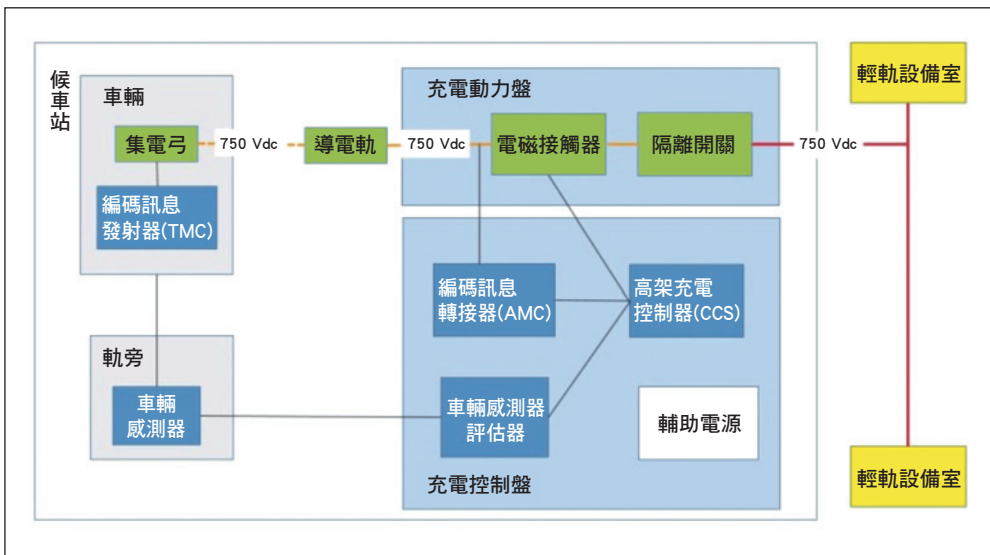 候車站
車輛
集電弓
750 Vdc
導電軌
750 Vdc
充電動力盤
電磁接觸器
隔離開關
750 Vdc
輕軌設備室
編碼訊息
發射器(TMC)
編碼訊息
轉接器(AMC)
高架充電
控制器(CCS)
軌旁
車輛
感測器
車輛感測器
評估器
輔助電源
充電控制盤
輕軌設備室